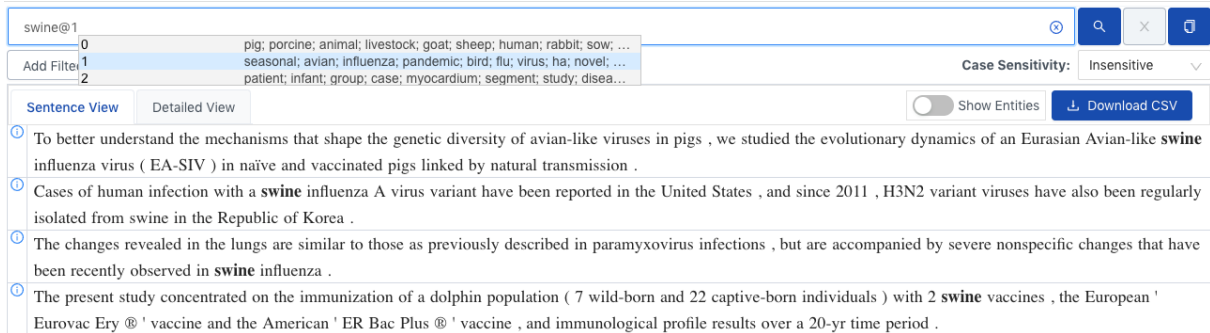 swine@1
0 pig; porcine; animal; livestock; goat; sheep; human; rabbit; sow; ...
1 seasonal; avian; influenza; pandemic; bird; flu; virus; ha; novel; ...
2 patient; infant; group; case; myocardium; segment; study; disea...
Add Filte Case Sensitivity: Insensitive
Sentence View Detailed View Show Entities Download CSV
To better understand the mechanisms that shape the genetic diversity of avian-like viruses in pigs , we studied the evolutionary dynamics of an Eurasian Avian-like swine
influenza virus ( EA-SIV ) in naïve and vaccinated pigs linked by natural transmission .
Cases of human infection with a swine influenza A virus variant have been reported in the United States , and since 2011 , H3N2 variant viruses have also been regularly
isolated from swine in the Republic of Korea .
The changes revealed in the lungs are similar to those as previously described in paramyxovirus infections , but are accompanied by severe nonspecific changes that have
been recently observed in swine influenza .
The present study concentrated on the immunization of a dolphin population ( 7 wild-born and 22 captive-born individuals ) with 2 swine vaccines , the European '
Eurovac Ery ® ' vaccine and the American ' ER Bac Plus ® ' vaccine , and immunological profile results over a 20-yr time period .